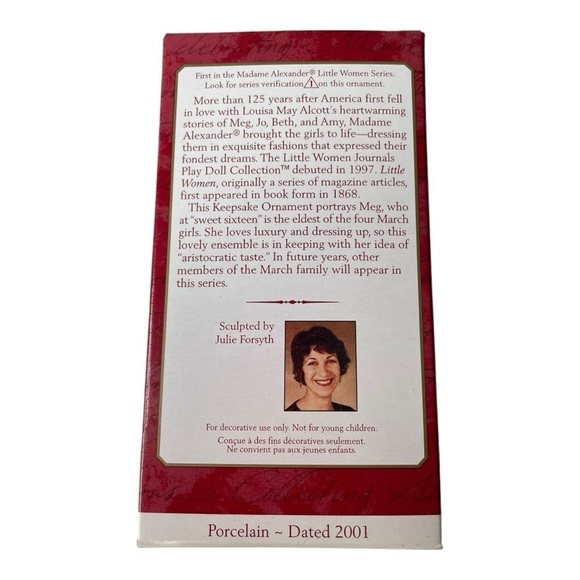 First in the Madame Alexander® Little Women Series.
Look for series verification 1 on this ornament.
More than 125 years after America first fell
in love with Louisa May Alcott's heartwarming
stories of Meg, Jo, Beth, and Amy, Madame
Alexander® brought the girls to life—dressing
them in exquisite fashions that expressed their
fondest dreams. The Little Women Journals
Play Doll Collection™ debuted in 1997. Little
Women, originally a series of magazine articles,
first appeared in book form in 1868.
This Keepsake Ornament portrays Meg, who
at "sweet sixteen" is the eldest of the four March
girls. She loves luxury and dressing up, so this
lovely ensemble is in keeping with her idea of
"aristocratic taste." In future years, other
members of the March family will appear in
this series.
Sculpted by
Julie Forsyth
For decorative use only. Not for young children.
Conçue à des fins décoratives seulement.
Ne convient pas aux jeunes enfants.
Porcelain ~ Dated 2001